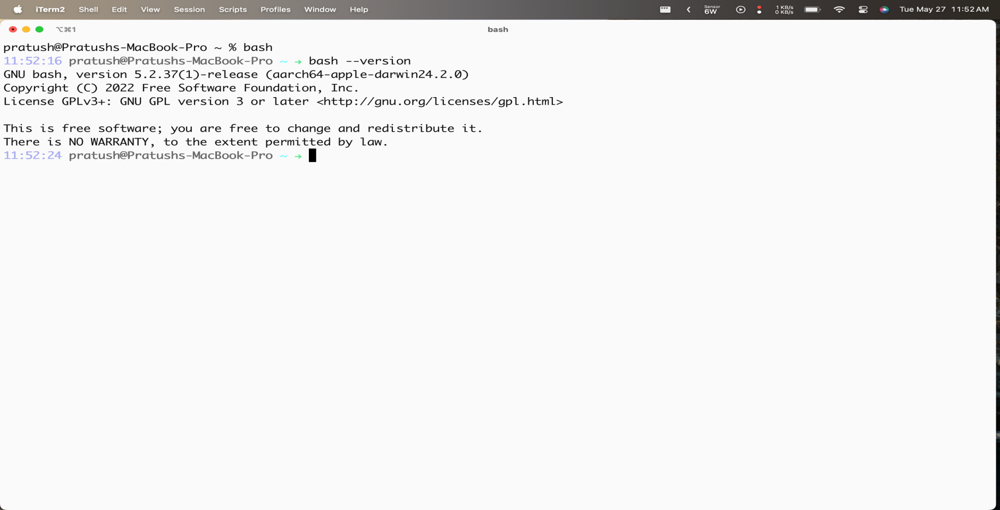 iTerm2 Shell Edit View Session Scripts Profiles Window Help Sensor 6W 1 KB/s 0 KB/s Tue May 27 11:52 AM
⌥⌘1 bash
pratush@Pratushs-MacBook-Pro ~ % bash
11:52:16 pratush@Pratushs-MacBook-Pro ~ → bash --version
GNU bash, version 5.2.37(1)-release (aarch64-apple-darwin24.2.0)
Copyright (C) 2022 Free Software Foundation, Inc.
License GPLv3+: GNU GPL version 3 or later <http://gnu.org/licenses/gpl.html>

This is free software; you are free to change and redistribute it.
There is NO WARRANTY, to the extent permitted by law.
11:52:24 pratush@Pratushs-MacBook-Pro ~ →